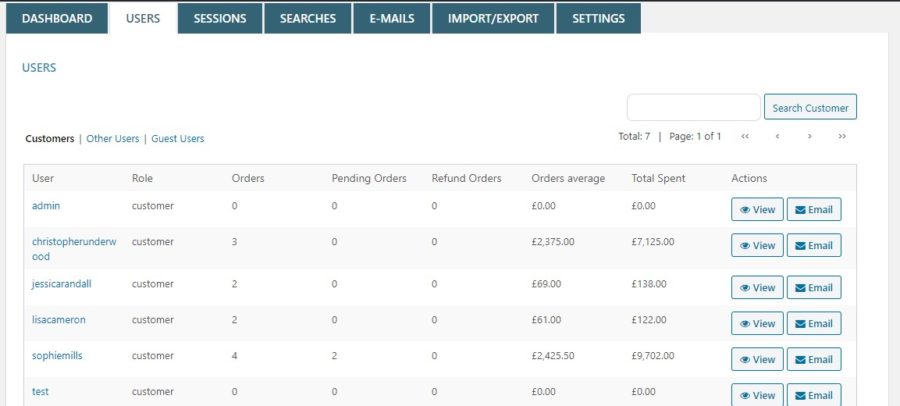 DASHBOARD USERS SESSIONS SEARCHES E-MAILS IMPORT/EXPORT SETTINGS
USERS
Search Customer
Customers | Other Users | Guest Users Total: 7 | Page: 1 of 1 ‹‹ ‹ › ››
User Role Orders Pending Orders Refund Orders Orders average Total Spent Actions
admin customer 0 0 0 £0.00 £0.00 View Email
christopherunderw customer 3 0 0 £2,375.00 £7,125.00 View Email
ood
jessicarandall customer 2 0 0 £69.00 £138.00 View Email
lisacameron customer 2 0 0 £61.00 £122.00 View Email
sophiemills customer 4 2 0 £2,425.50 £9,702.00 View Email
test customer 0 0 0 £0.00 £0.00 View Email